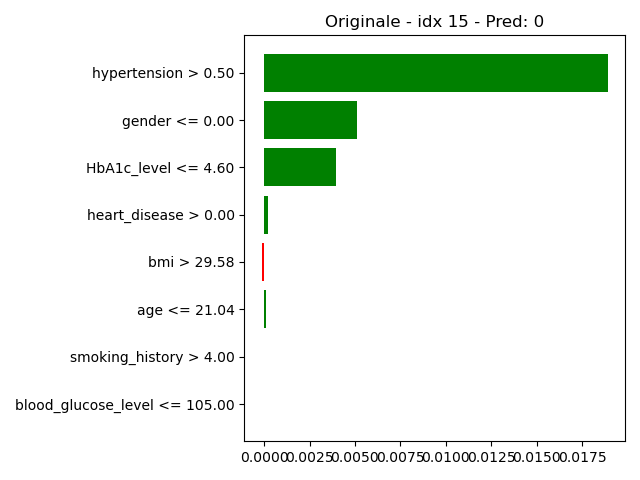 Originale - idx 15 - Pred: 0
hypertension > 0.50
gender <= 0.00
HbA1c_level <= 4.60
heart_disease > 0.00
bmi > 29.58
age <= 21.04
smoking_history > 4.00
blood_glucose_level <= 105.00
0.0000 0.0025 0.0050 0.0075 0.0100 0.0125 0.0150 0.0175